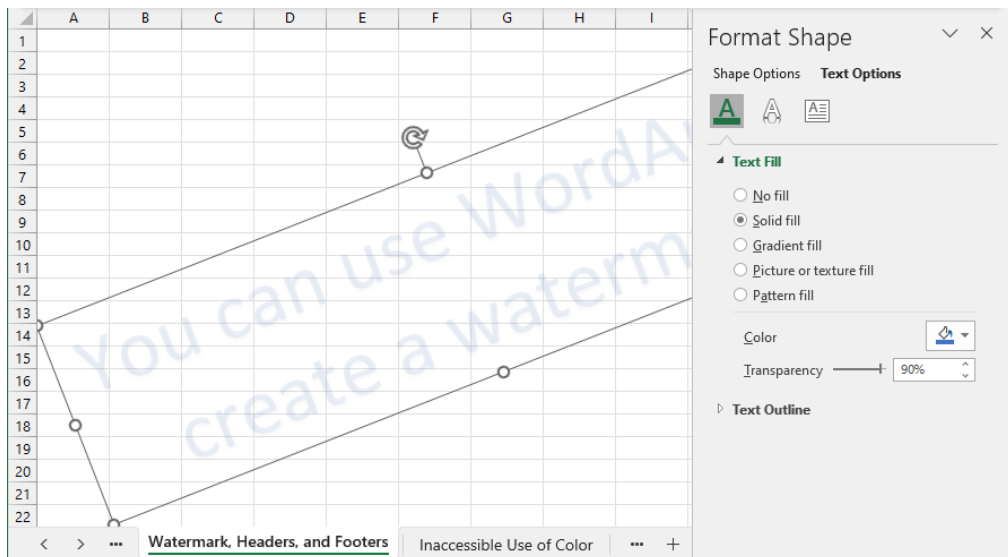 A B C D E F G H I
1
2
3
4
5
6
7
8
9
10
11
12
13
14
15
16
17
18
19
20
21
22
You can use WordAr
create a waterm
Watermark, Headers, and Footers
Inaccessible Use of Color
Format Shape
Shape Options Text Options
Text Fill
No fill
Solid fill
Gradient fill
Picture or texture fill
Pattern fill
Color
Transparency 90%
Text Outline